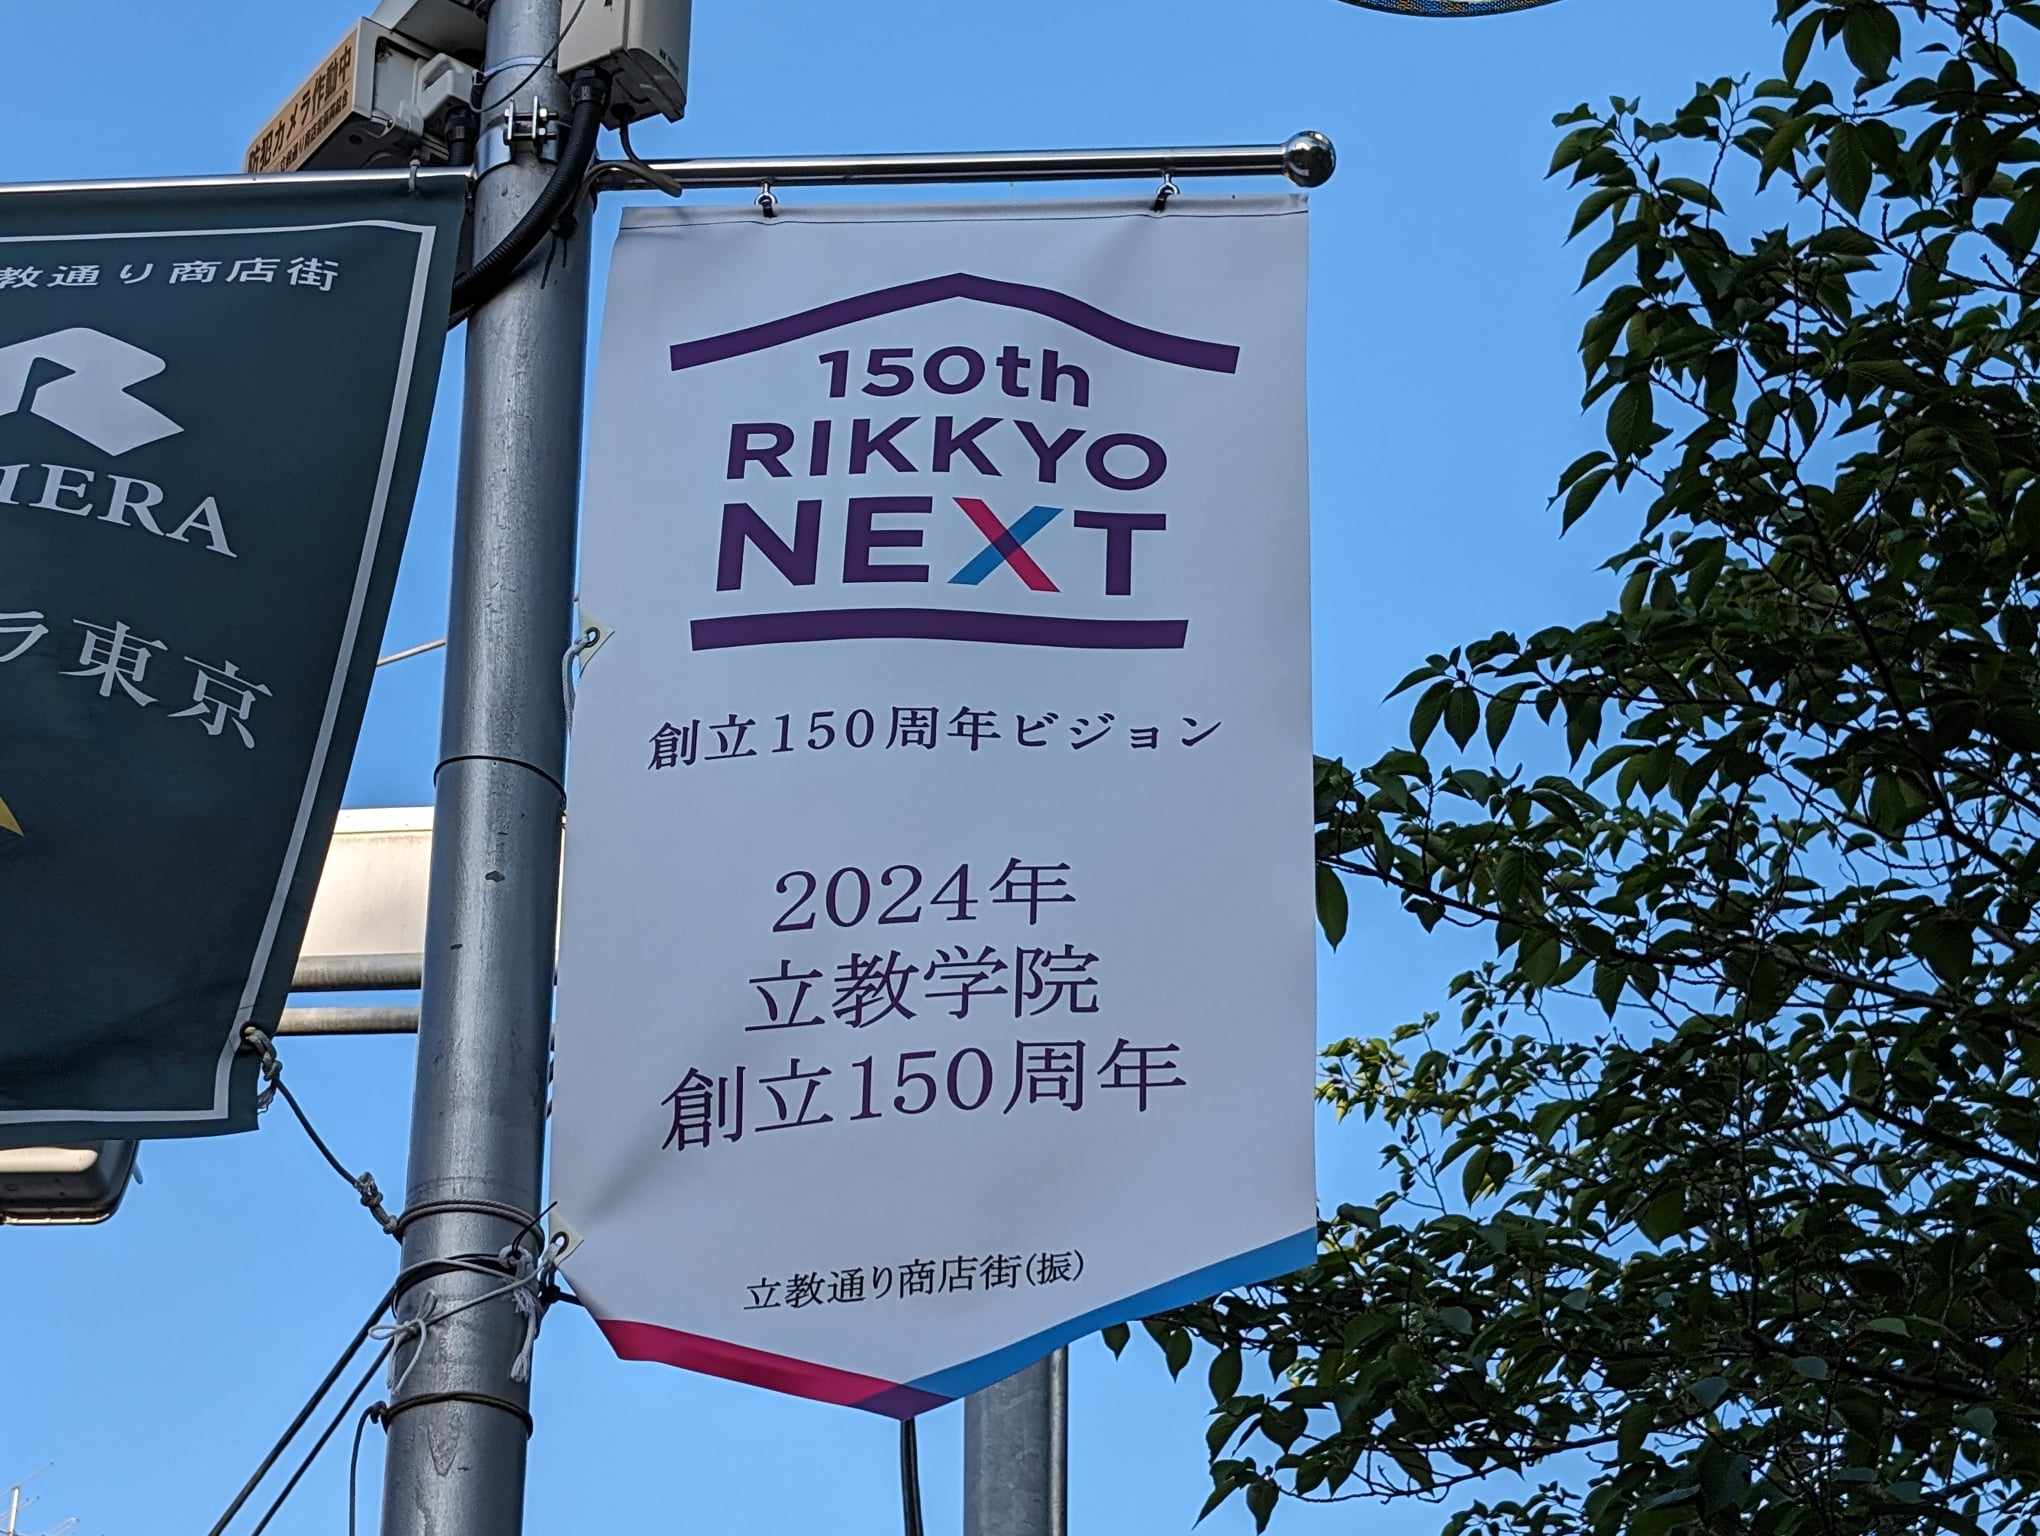 防犯カメラ作動中
教通り商店街
IERA
ラ東京
150th
RIKKYO
NEXT
創立150周年ビジョン
2024年
立教学院
創立150周年
立教通り商店街(振)